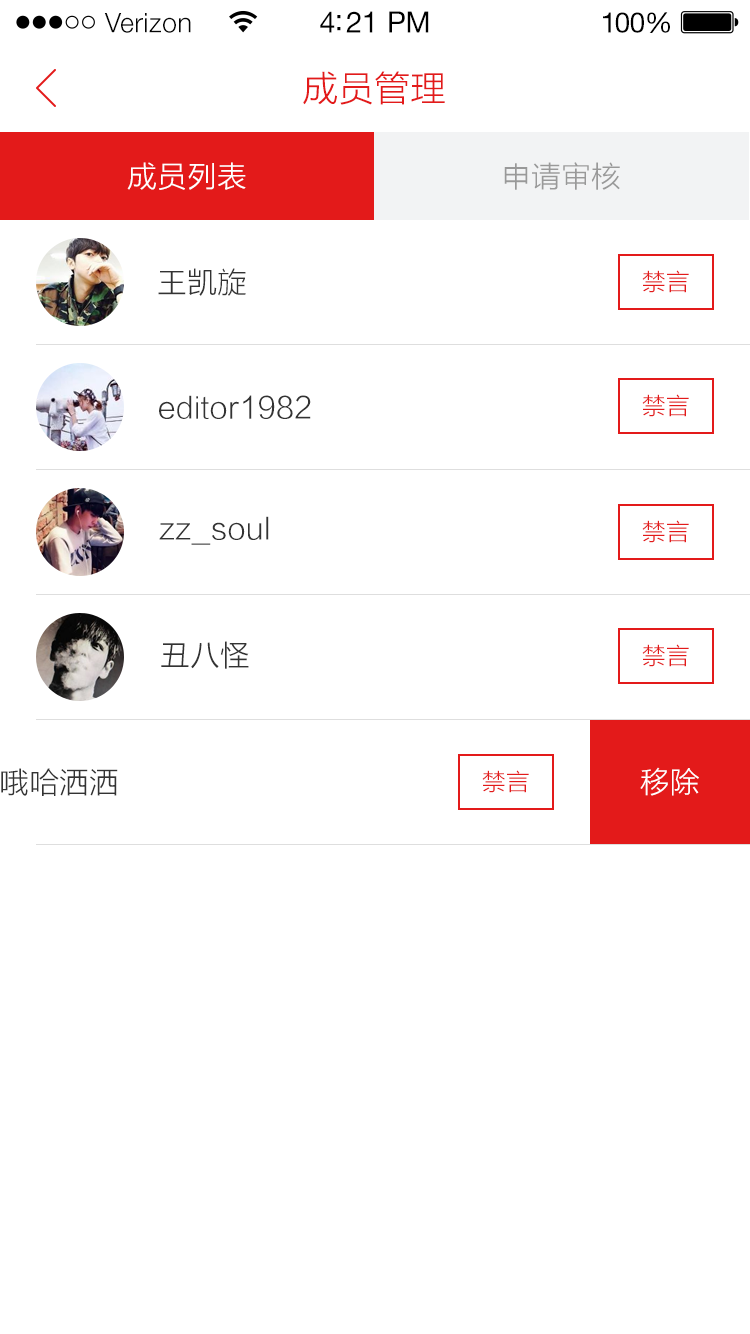 Verizon 4:21 PM 100%
成员管理
成员列表 申请审核
王凯旋 禁言
editor1982 禁言
zz_soul 禁言
丑八怪 禁言
哦哈洒洒 禁言 移除